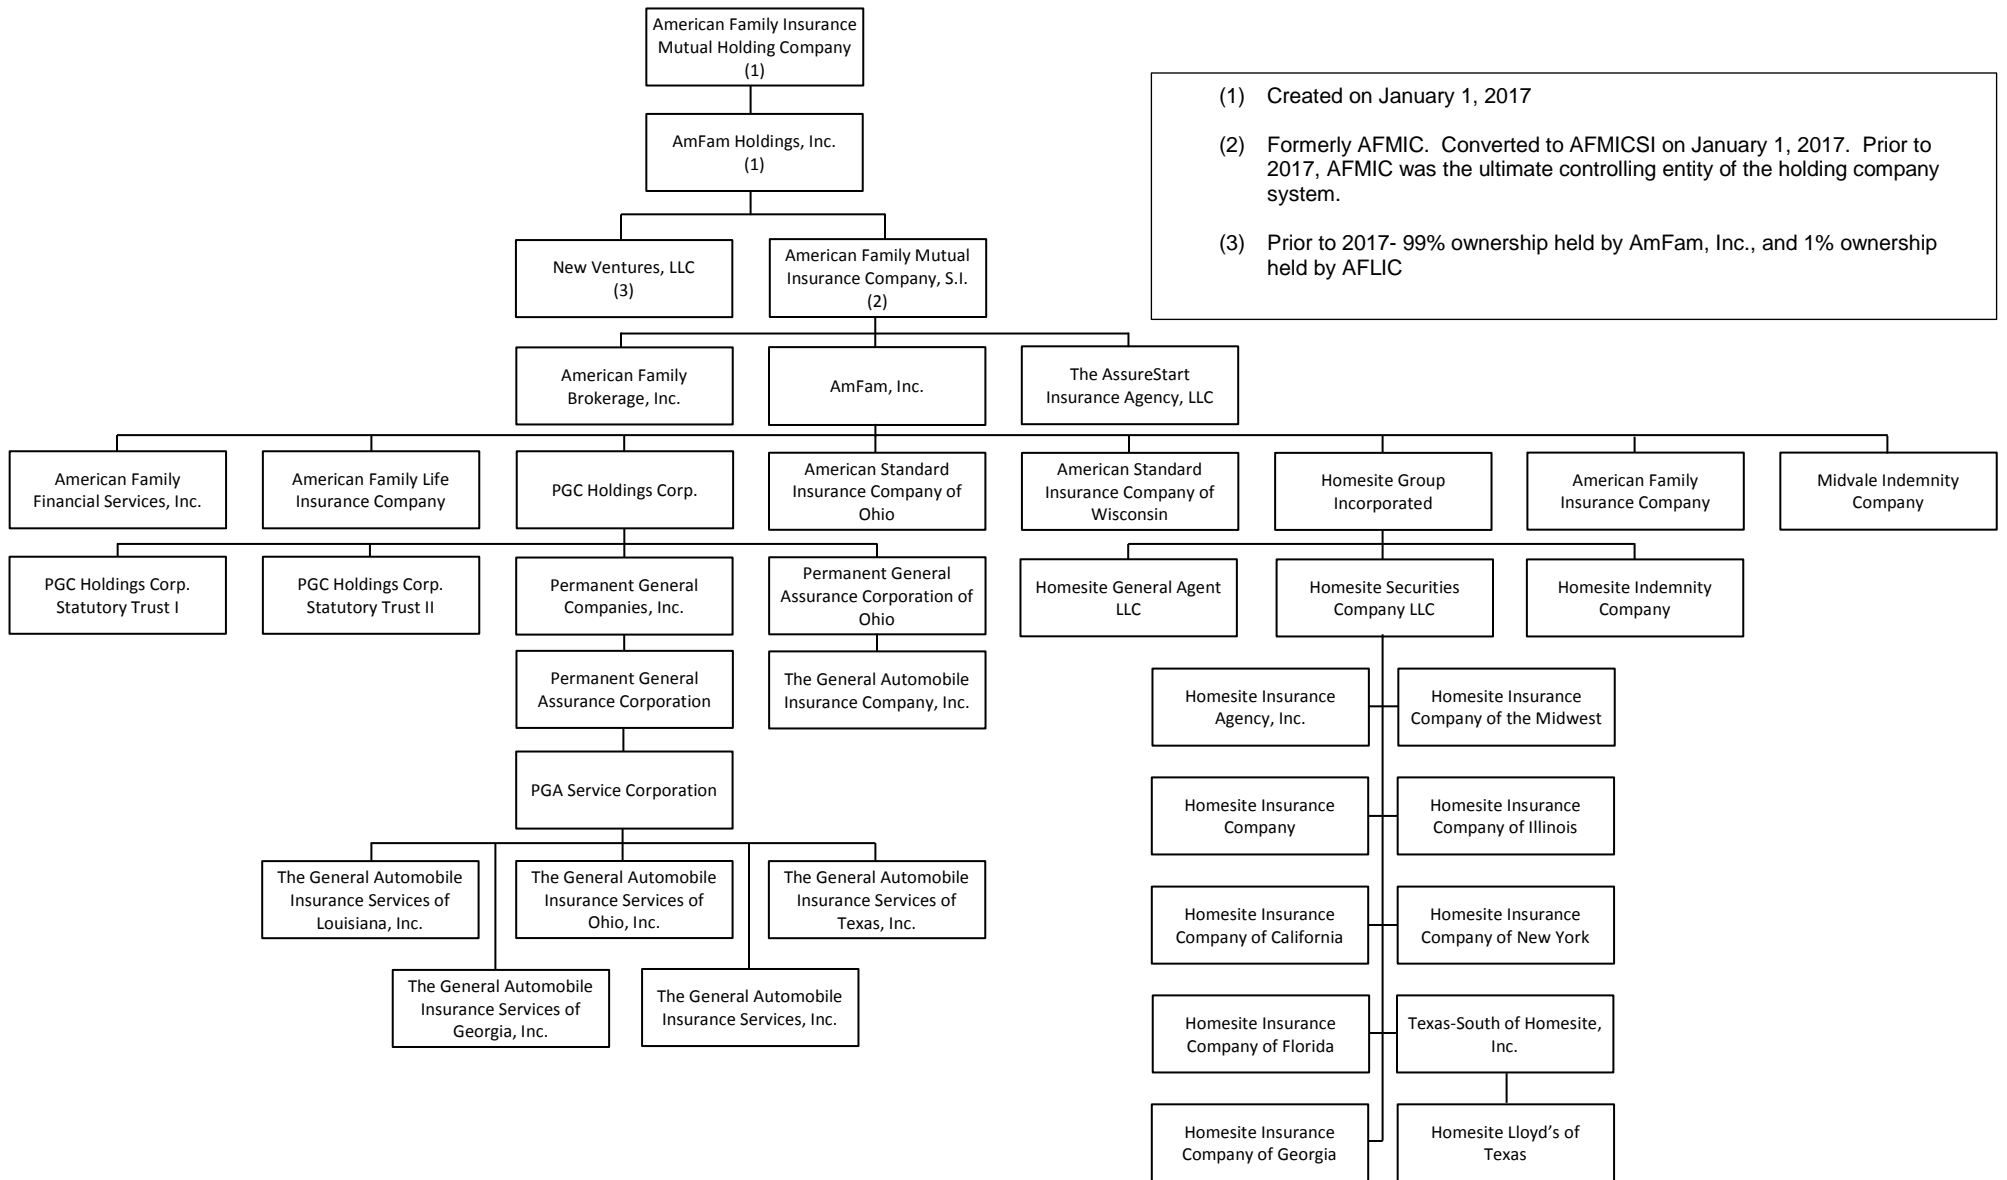 American Family Insurance
Mutual Holding Company
(1)
AmFam Holdings, Inc.
(1)
(1) Created on January 1, 2017
(2) Formerly AFMIC. Converted to AFMICSI on January 1, 2017. Prior to
2017, AFMIC was the ultimate controlling entity of the holding company
system.
(3) Prior to 2017- 99% ownership held by AmFam, Inc., and 1% ownership
held by AFLIC
New Ventures, LLC
(3)
American Family Mutual
Insurance Company, S.I.
(2)
American Family
Brokerage, Inc.
AmFam, Inc.
The AssureStart
Insurance Agency, LLC
American Family
Financial Services, Inc.
American Family Life
Insurance Company
PGC Holdings Corp.
American Standard
Insurance Company of
Ohio
American Standard
Insurance Company of
Wisconsin
Homesite Group
Incorporated
American Family
Insurance Company
Midvale Indemnity
Company
PGC Holdings Corp.
Statutory Trust I
PGC Holdings Corp.
Statutory Trust II
Permanent General
Companies, Inc.
Permanent General
Assurance Corporation of
Ohio
Homesite General Agent
LLC
Homesite Securities
Company LLC
Homesite Indemnity
Company
Permanent General
Assurance Corporation
The General Automobile
Insurance Company, Inc.
PGA Service Corporation
The General Automobile
Insurance Services of
Louisiana, Inc.
The General Automobile
Insurance Services of
Ohio, Inc.
The General Automobile
Insurance Services of
Texas, Inc.
The General Automobile
Insurance Services of
Georgia, Inc.
The General Automobile
Insurance Services, Inc.
Homesite Insurance
Agency, Inc.
Homesite Insurance
Company of the Midwest
Homesite Insurance
Company
Homesite Insurance
Company of Illinois
Homesite Insurance
Company of California
Homesite Insurance
Company of New York
Homesite Insurance
Company of Florida
Texas-South of Homesite,
Inc.
Homesite Insurance
Company of Georgia
Homesite Lloyd’s of
Texas